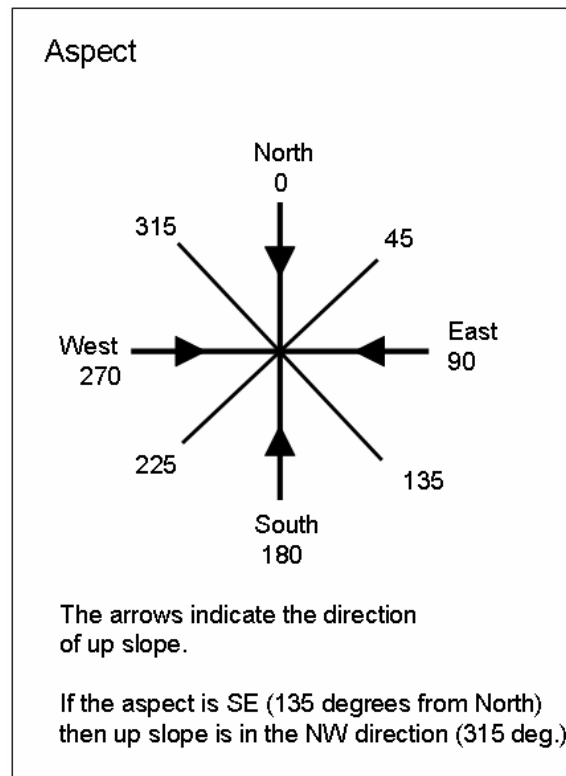 Aspect
North
0
315
45
West
270
East
90
225
135
South
180
The arrows indicate the direction
of up slope.
If the aspect is SE (135 degrees from North)
then up slope is in the NW direction (315 deg.)